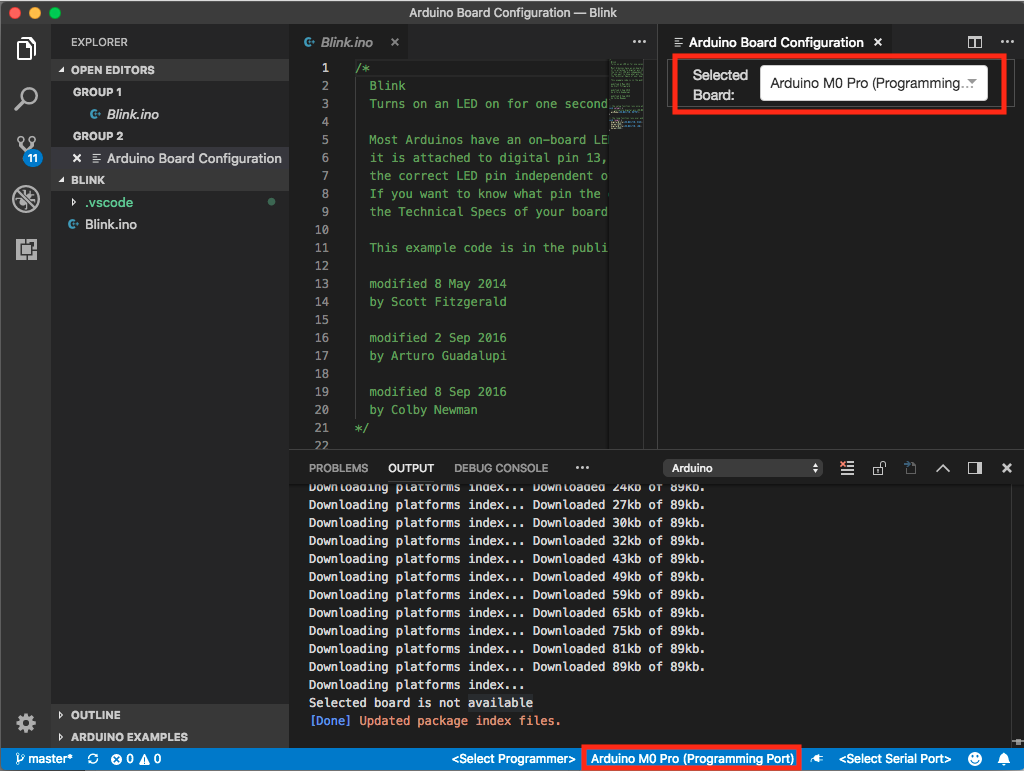 Arduino Board Configuration — Blink
EXPLORER
OPEN EDITORS
GROUP 1
Blink.ino
GROUP 2
Arduino Board Configuration
BLINK
.vscode
Blink.ino
OUTLINE
ARDUINO EXAMPLES
11
Blink.ino
1 /*
2 Blink
3 Turns on an LED on for one second
4
5 Most Arduinos have an on-board LE
6 it is attached to digital pin 13,
7 the correct LED pin independent o
8 If you want to know what pin the
9 the Technical Specs of your board
10
11 This example code is in the publi
12
13 modified 8 May 2014
14 by Scott Fitzgerald
15
16 modified 2 Sep 2016
17 by Arturo Guadalupi
18
19 modified 8 Sep 2016
20 by Colby Newman
21 */
22
Arduino Board Configuration
Selected
Board:
Arduino M0 Pro (Programming...
PROBLEMS OUTPUT DEBUG CONSOLE
Arduino
Downloading platforms index... Downloaded 24kb of 89kb.
Downloading platforms index... Downloaded 27kb of 89kb.
Downloading platforms index... Downloaded 30kb of 89kb.
Downloading platforms index... Downloaded 32kb of 89kb.
Downloading platforms index... Downloaded 43kb of 89kb.
Downloading platforms index... Downloaded 49kb of 89kb.
Downloading platforms index... Downloaded 59kb of 89kb.
Downloading platforms index... Downloaded 65kb of 89kb.
Downloading platforms index... Downloaded 75kb of 89kb.
Downloading platforms index... Downloaded 81kb of 89kb.
Downloading platforms index... Downloaded 89kb of 89kb.
Downloading platforms index...
Selected board is not available
[Done] Updated package index files.
master* 0 0 <Select Programmer> Arduino M0 Pro (Programming Port) <Select Serial Port>